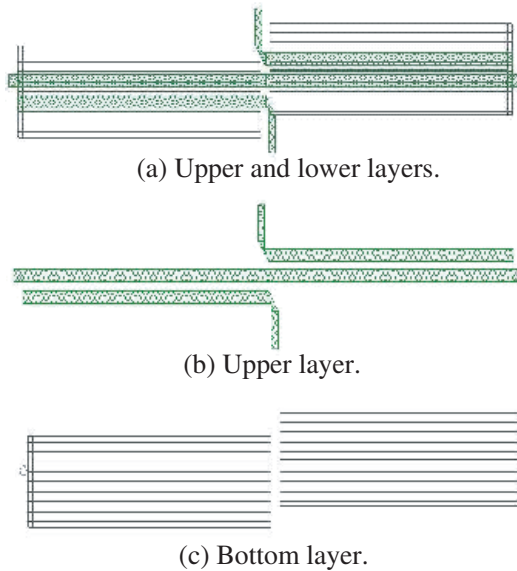 (a) Upper and lower layers.
(b) Upper layer.
(c) Bottom layer.